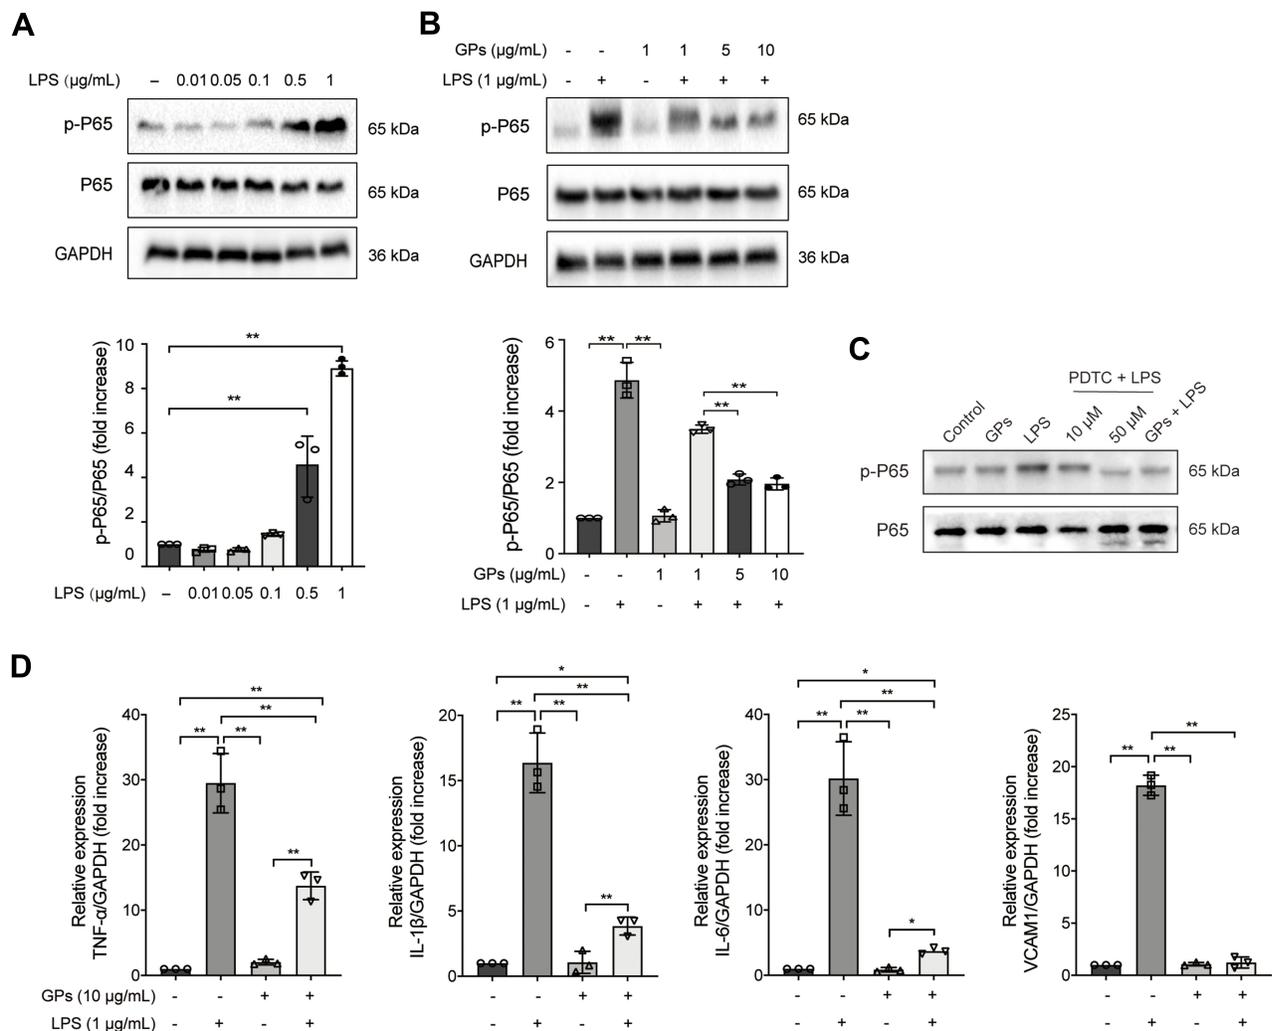 A
LPS (μg/mL) – 0.01 0.05 0.1 0.5 1
p-P65 65 kDa
P65 65 kDa
GAPDH 36 kDa
**
**
p-P65/P65 (fold increase)
10
8
6
4
2
0
LPS (μg/mL) – 0.01 0.05 0.1 0.5 1
B
GPs (μg/mL) - - 1 1 5 10
LPS (1 μg/mL) - + - + + +
p-P65 65 kDa
P65 65 kDa
GAPDH 36 kDa
** **
**
**
p-P65/P65 (fold increase)
6
4
2
0
GPs (μg/mL) - - 1 1 5 10
LPS (1 μg/mL) - + - + + +
C
PDTC + LPS
Control GPs LPS 10 μM 50 μM GPs + LPS
p-P65 65 kDa
P65 65 kDa
D
**
**
** **
**
Relative expression
TNF-α/GAPDH (fold increase)
40
30
20
10
0
GPs (10 μg/mL) - - + +
LPS (1 μg/mL) - + - +
*
**
** **
**
Relative expression
IL-1β/GAPDH (fold increase)
20
15
10
5
0
- - + +
- + - +
*
**
** **
*
Relative expression
IL-6/GAPDH (fold increase)
40
30
20
10
0
- - + +
- + - +
**
** **
Relative expression
VCAM1/GAPDH (fold increase)
25
20
15
10
5
0
- - + +
- + - +